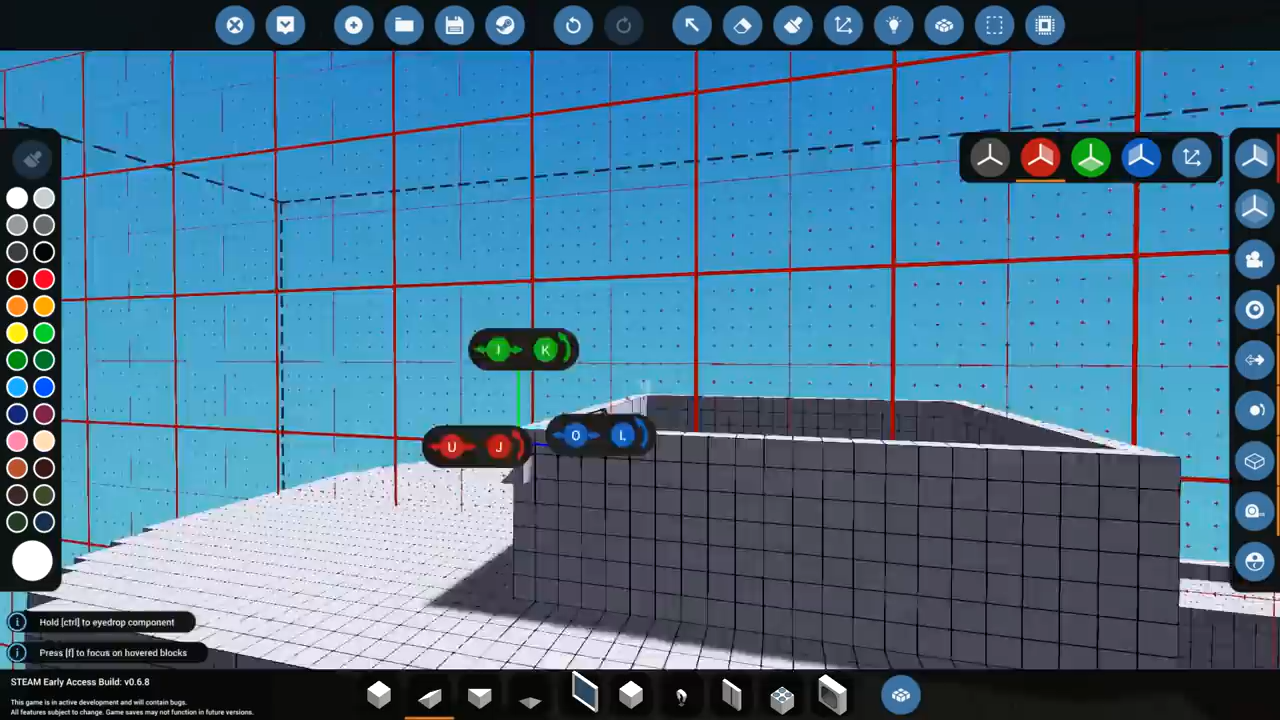 I K
U J O L
Hold [ctrl] to eyedrop component
Press [f] to focus on hovered blocks
STEAM Early Access Build: v0.6.8
This game is in active development and will contain bugs.
All features subject to change. Game saves may not function in future versions.